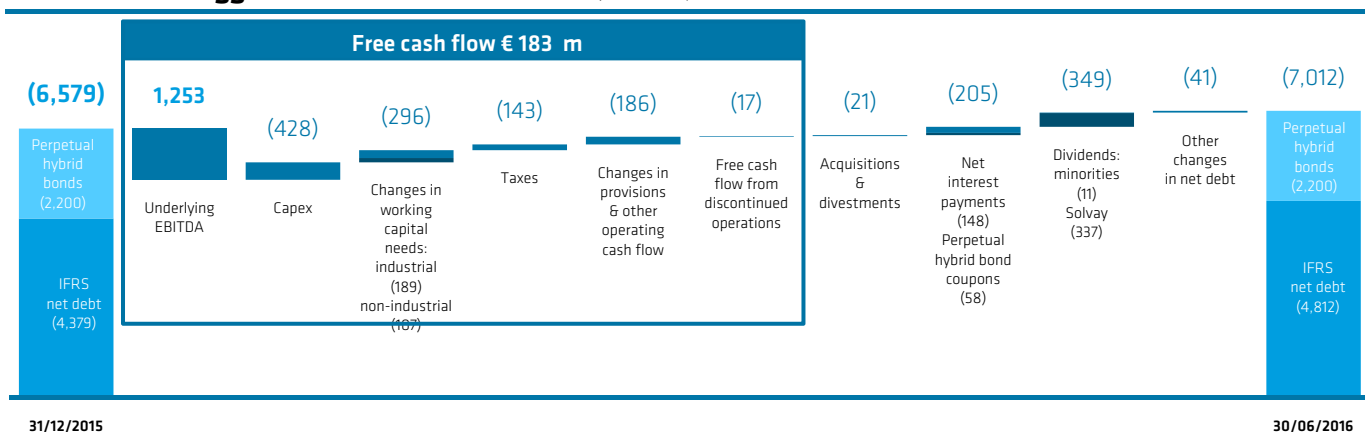 Free cash flow € 183 m
(6,579)
Perpetual
hybrid
bonds
(2,200)
IFRS
net debt
(4,379)
1,253
Underlying
EBITDA
(428)
Capex
(296)
Changes in
working
capital
needs:
industrial
(189)
non-industrial
(107)
(143)
Taxes
(186)
Changes in
provisions
& other
operating
cash flow
(17)
Free cash
flow from
discontinued
operations
(21)
Acquisitions
&
divestments
(205)
Net
interest
payments
(148)
Perpetual
hybrid bond
coupons
(58)
(349)
Dividends:
minorities
(11)
Solvay
(337)
(41)
Other
changes
in net debt
(7,012)
Perpetual
hybrid
bonds
(2,200)
IFRS
net debt
(4,812)
31/12/2015
30/06/2016